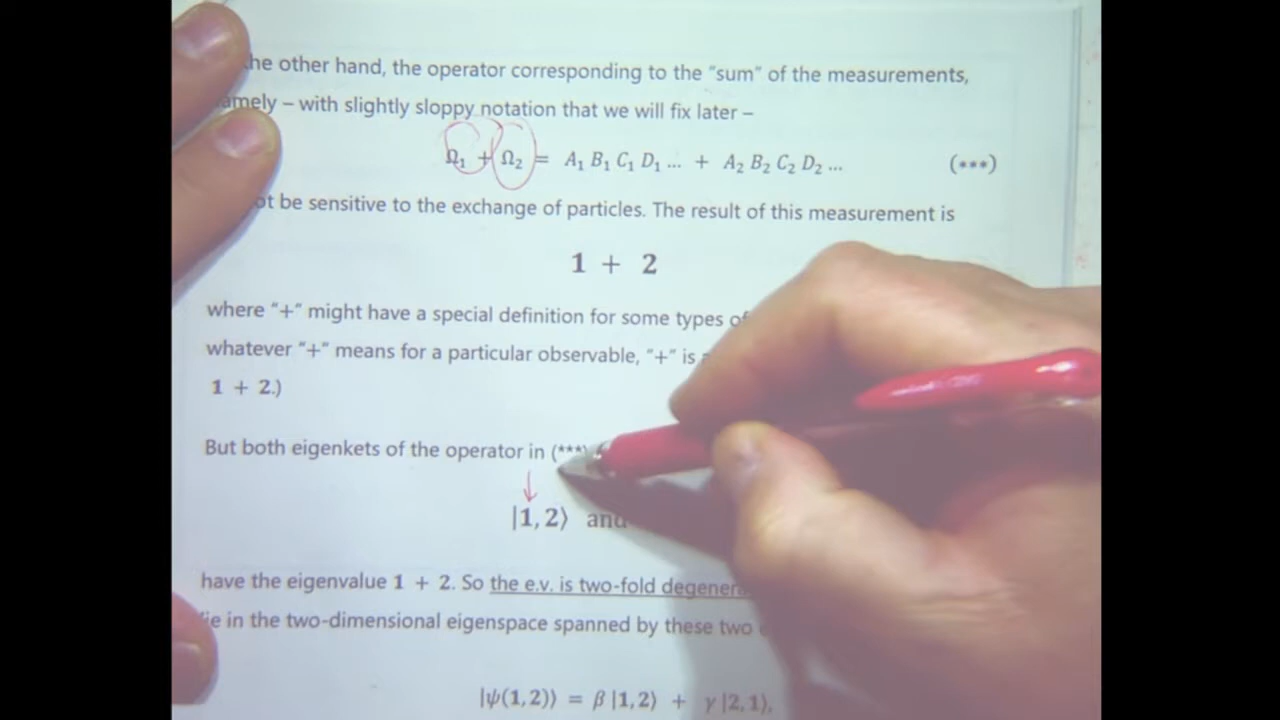 he other hand, the operator corresponding to the "sum" of the measurements,
amely – with slightly sloppy notation that we will fix later –
Ω₁ + Ω₂ = A₁ B₁ C₁ D₁ ... + A₂ B₂ C₂ D₂ ... (***)
ot be sensitive to the exchange of particles. The result of this measurement is
1 + 2
where "+" might have a special definition for some types of
whatever "+" means for a particular observable, "+" is
1 + 2.)
But both eigenkets of the operator in (***)
|1, 2⟩ and
have the eigenvalue 1 + 2. So the e.v. is two-fold degener
ie in the two-dimensional eigenspace spanned by these two
|ψ(1, 2)⟩ = β |1, 2⟩ + γ |2, 1⟩,